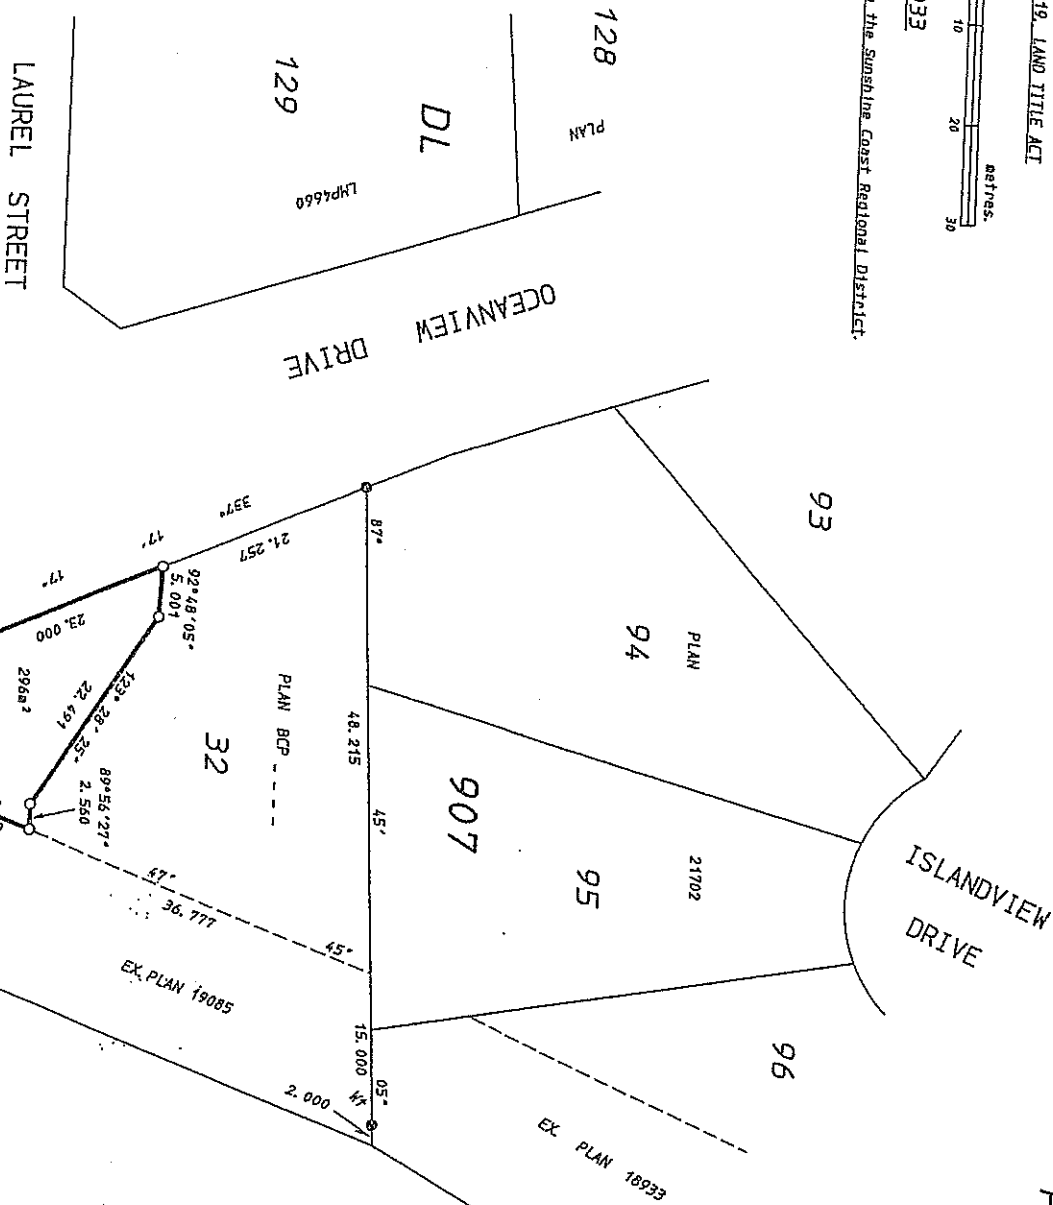 19, LAND TITLE ACT
10 20 30
metres.
933
the Sunshine Coast Regional District.
128
PLAN
129
DL
LMP4660
LAUREL STREET
OCEANVIEW DRIVE
93
94
PLAN
907
95
21702
ISLANDVIEW
DRIVE
96
EX. PLAN 18933
87°
48.215
45'
15.000
05"
2.000
337°
21.257
17'
17"
23.000
92°48'05"
5.001
123° 28' 25"
22.491
296m²
89°56'27"
2.560
32
PLAN BCP ----
47"
36.777
45"
EX. PLAN 19085